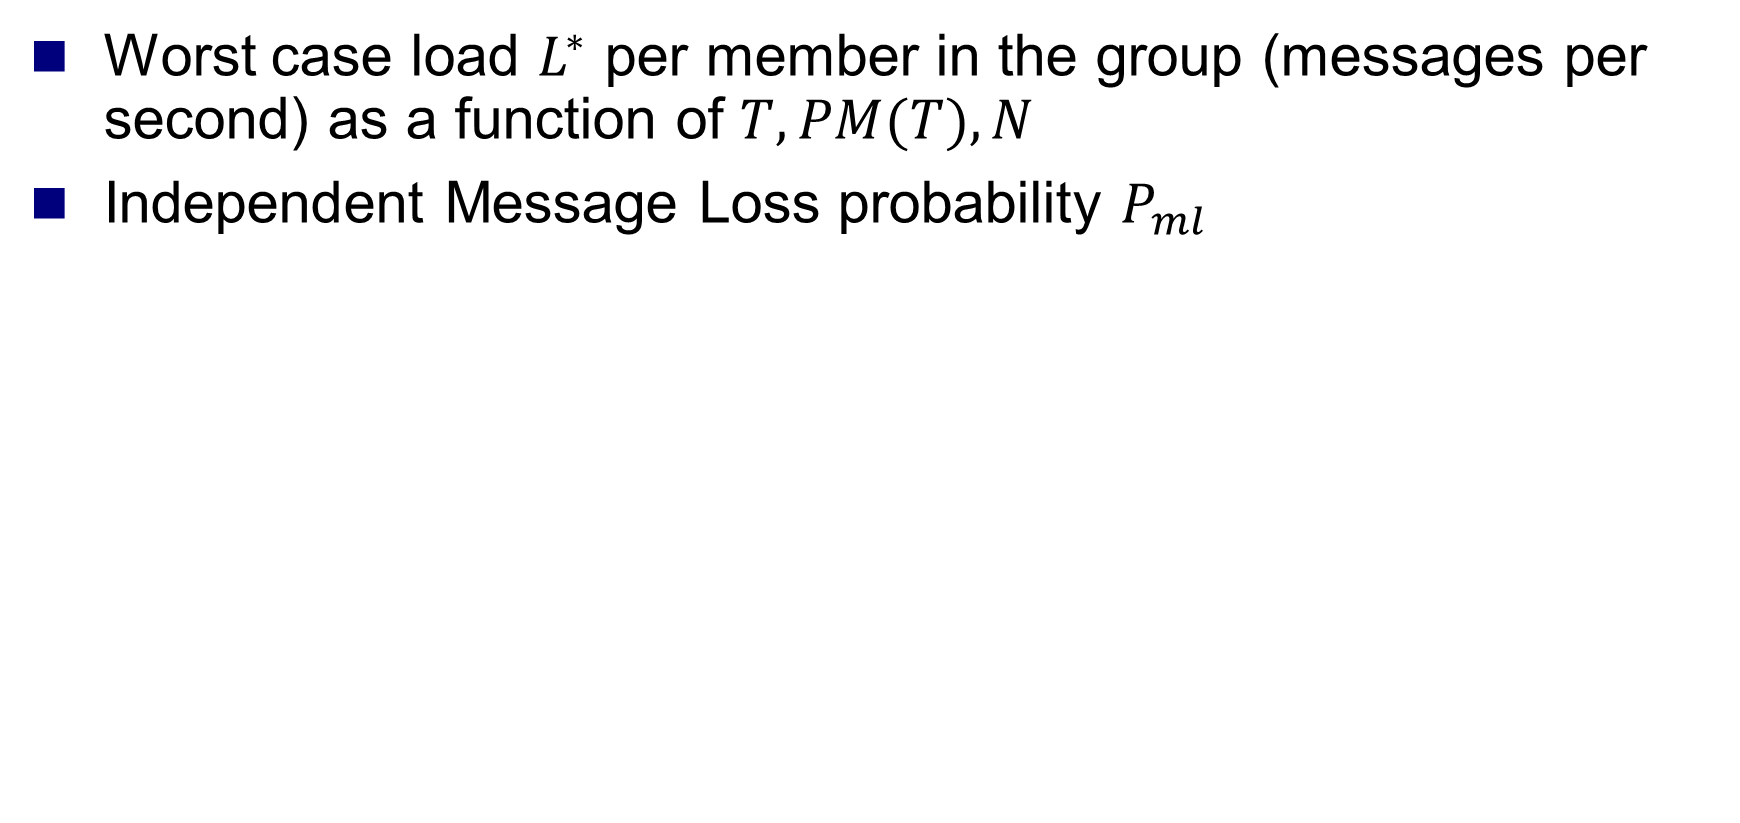 ■ Worst case load L* per member in the group (messages per
second) as a function of T, PM(T), N
■ Independent Message Loss probability P_ml